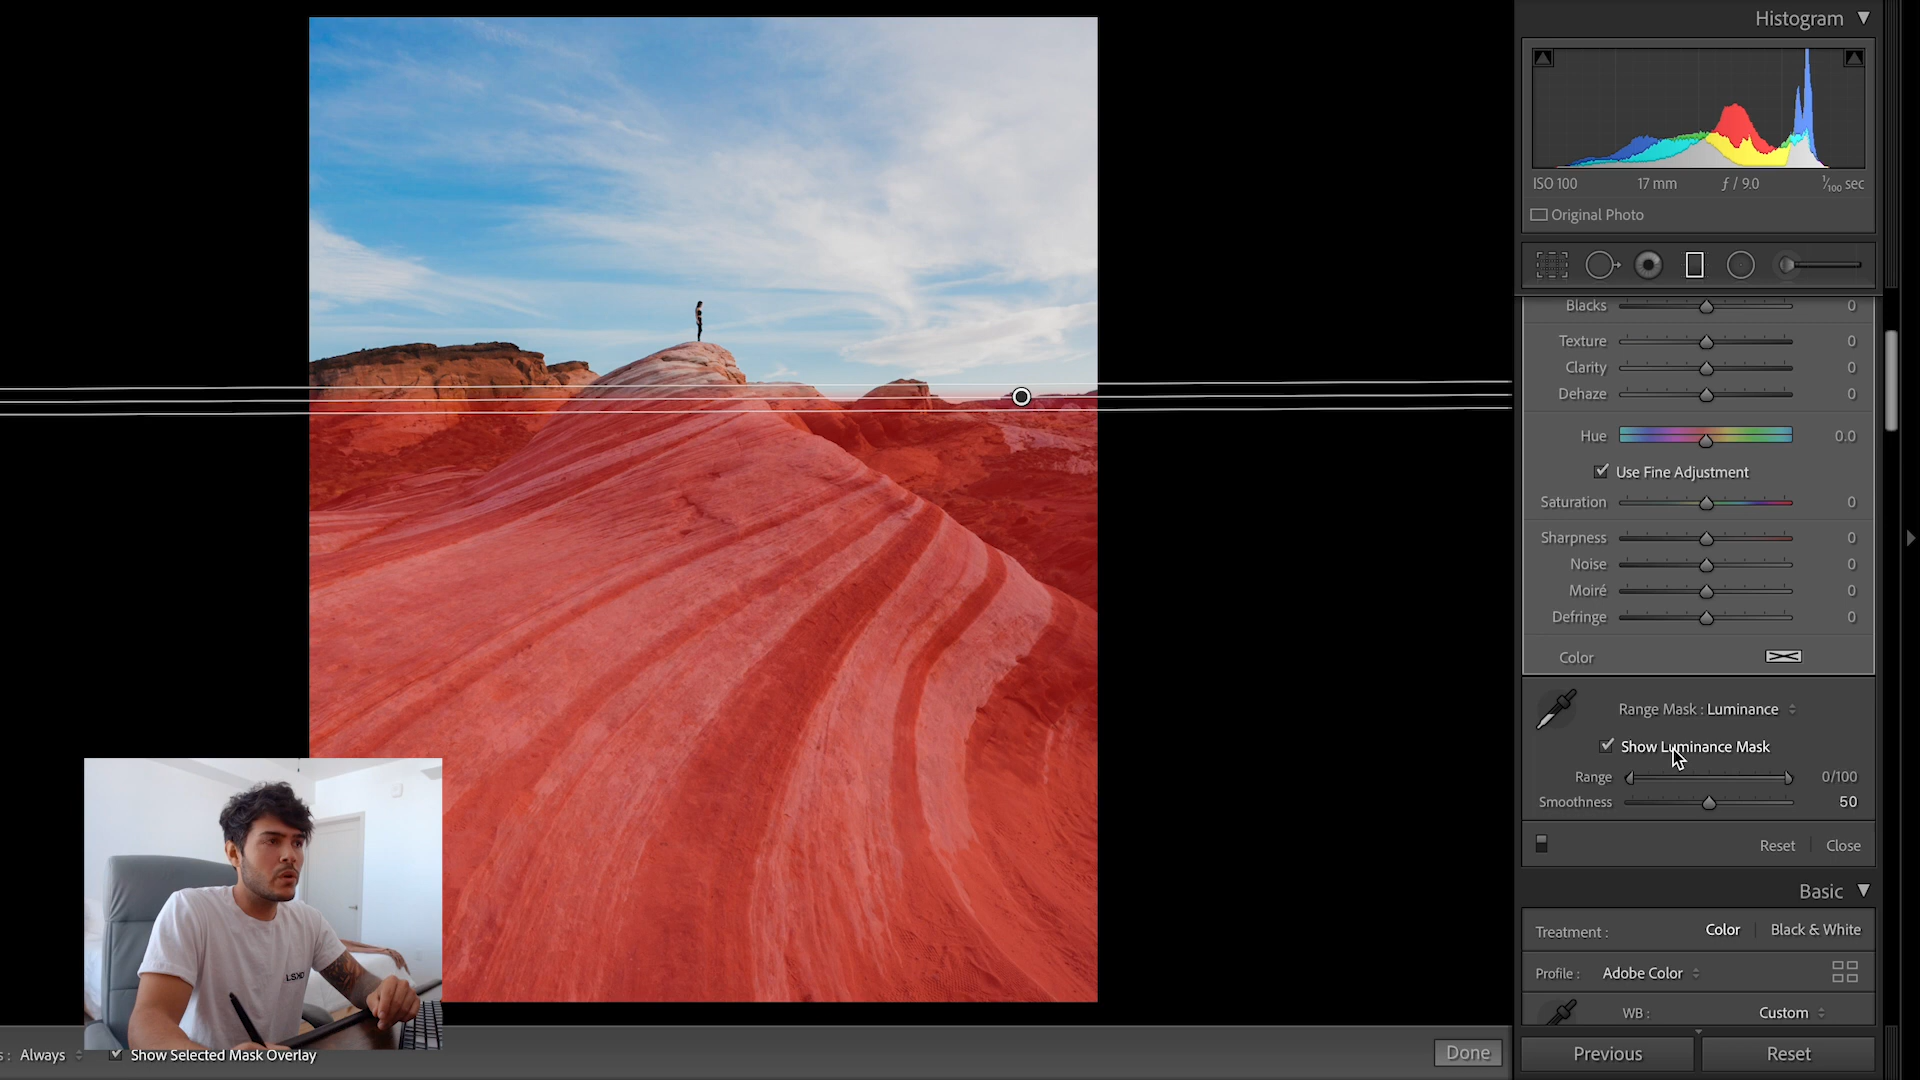 Histogram
ISO 100 17 mm ƒ / 9.0 1/100 sec
Original Photo
Blacks 0
Texture 0
Clarity 0
Dehaze 0
Hue 0.0
Use Fine Adjustment
Saturation 0
Sharpness 0
Noise 0
Moiré 0
Defringe 0
Color
Range Mask : Luminance
Show Luminance Mask
Range 0/100
Smoothness 50
Reset Close
Basic
Treatment : Color Black & White
Profile : Adobe Color
WB : Custom
Previous Reset
: Always Show Selected Mask Overlay Done